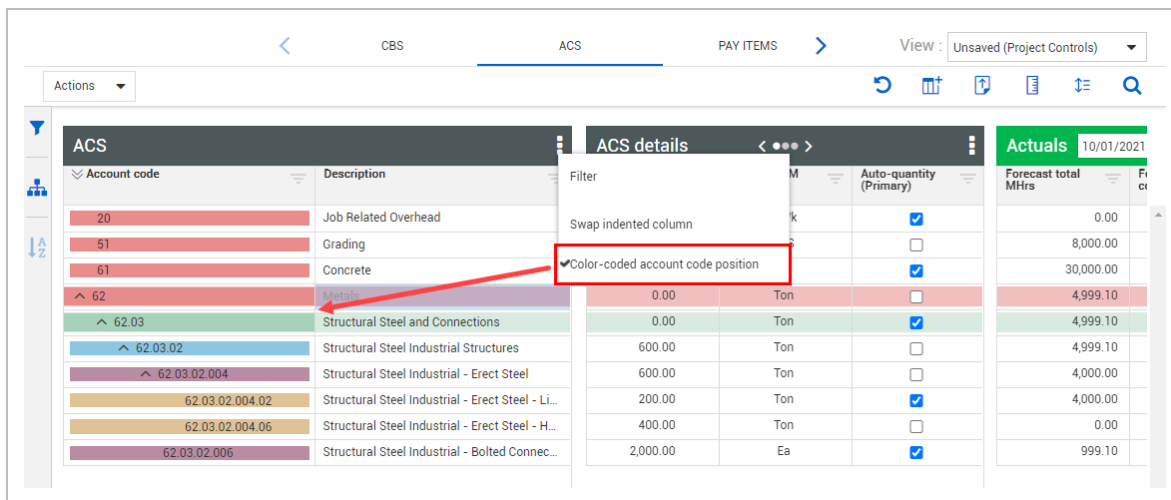 CBS ACS PAY ITEMS View : Unsaved (Project Controls)
Actions
ACS ACS details Actuals 10/01/2021
Account code Description M Auto-quantity (Primary) Forecast total MHrs
Filter
Swap indented column
Color-coded account code position
20 Job Related Overhead 0.00
51 Grading 8,000.00
61 Concrete 30,000.00
62 Metals 0.00 Ton 4,999.10
62.03 Structural Steel and Connections 0.00 Ton 4,999.10
62.03.02 Structural Steel Industrial Structures 600.00 Ton 4,999.10
62.03.02.004 Structural Steel Industrial - Erect Steel 600.00 Ton 4,000.00
62.03.02.004.02 Structural Steel Industrial - Erect Steel - Li... 200.00 Ton 4,000.00
62.03.02.004.06 Structural Steel Industrial - Erect Steel - H... 400.00 Ton 0.00
62.03.02.006 Structural Steel Industrial - Bolted Connec... 2,000.00 Ea 999.10